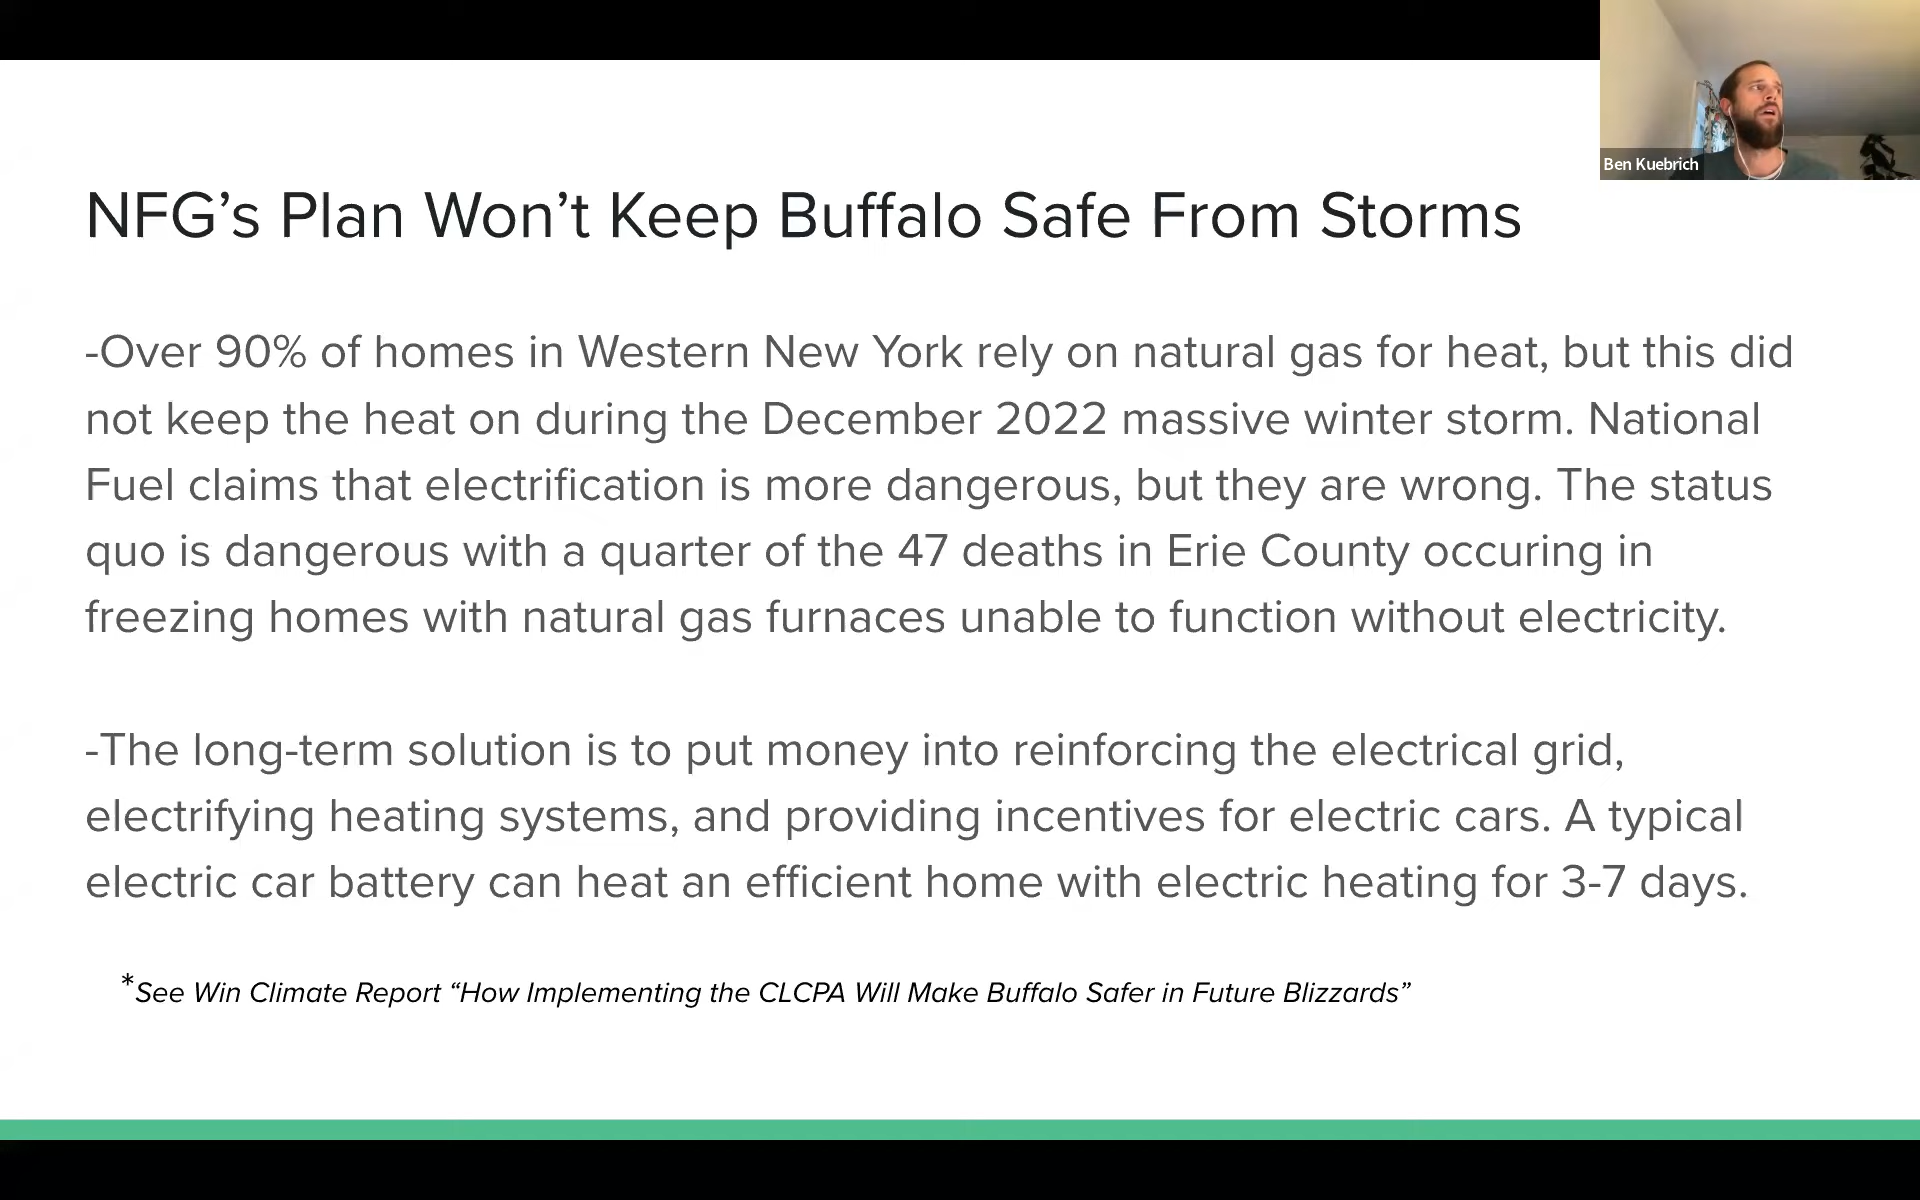 Ben Kuebrich
NFG’s Plan Won’t Keep Buffalo Safe From Storms
-Over 90% of homes in Western New York rely on natural gas for heat, but this did
not keep the heat on during the December 2022 massive winter storm. National
Fuel claims that electrification is more dangerous, but they are wrong. The status
quo is dangerous with a quarter of the 47 deaths in Erie County occuring in
freezing homes with natural gas furnaces unable to function without electricity.
-The long-term solution is to put money into reinforcing the electrical grid,
electrifying heating systems, and providing incentives for electric cars. A typical
electric car battery can heat an efficient home with electric heating for 3-7 days.
*See Win Climate Report “How Implementing the CLCPA Will Make Buffalo Safer in Future Blizzards”